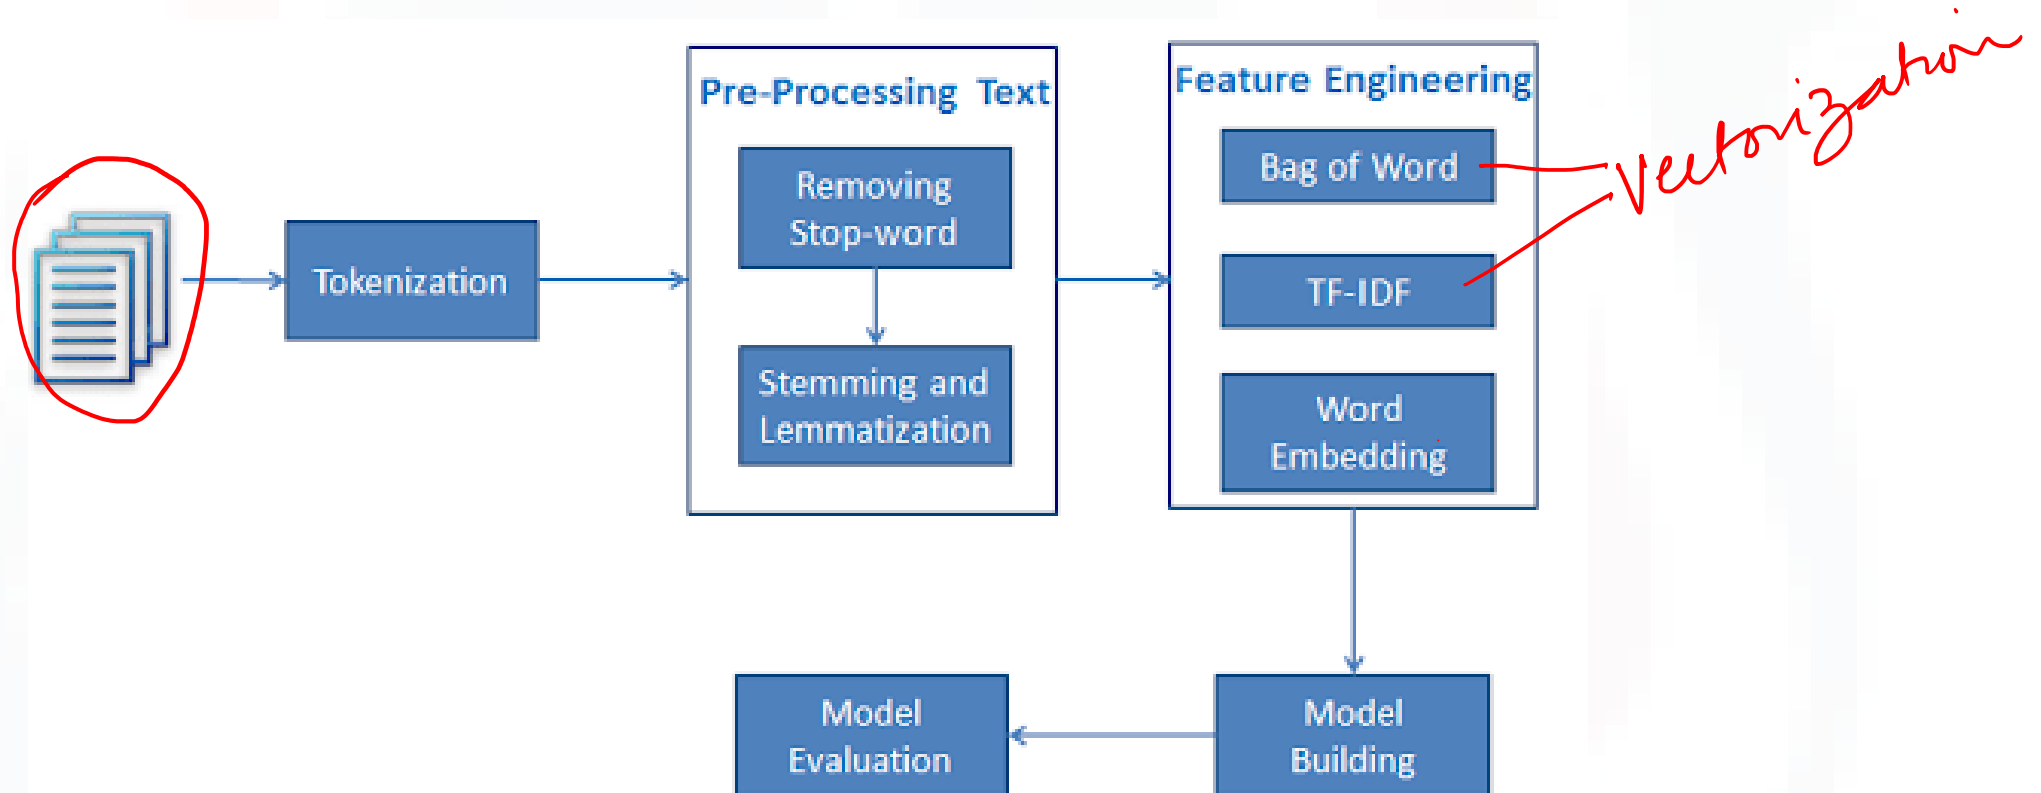 Pre-Processing Text
Feature Engineering
Vectorization
Removing
Stop-word
Bag of Word
Tokenization
TF-IDF
Stemming and
Lemmatization
Word
Embedding
Model
Evaluation
Model
Building